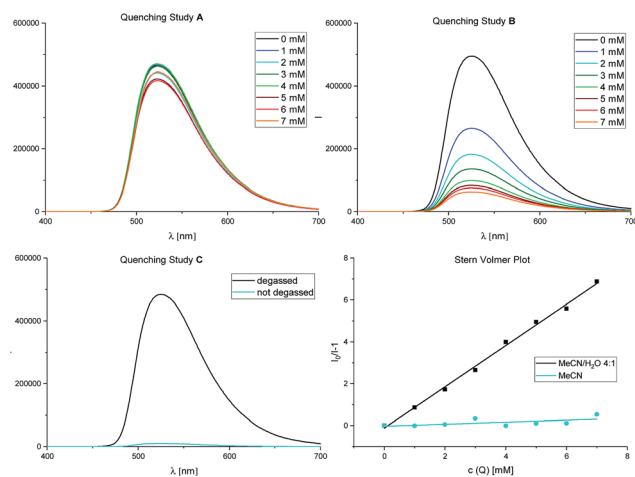 Quenching Study A
600000
400000
200000
0
400
500
600
700
λ [nm]
0 mM
1 mM
2 mM
3 mM
4 mM
5 mM
6 mM
7 mM
Quenching Study B
I
600000
400000
200000
0
400
500
600
700
λ [nm]
0 mM
1 mM
2 mM
3 mM
4 mM
5 mM
6 mM
7 mM
Quenching Study C
600000
400000
200000
0
400
500
600
700
λ [nm]
degassed
not degassed
Stern Volmer Plot
I₀/I-1
6
4
2
0
0
2
4
6
8
c (Q) [mM]
MeCN/H₂O 4:1
MeCN